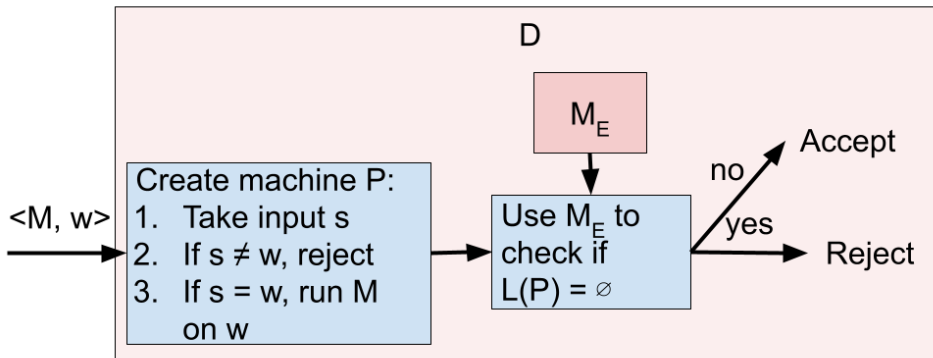 D
M_E
<M, w>
Create machine P:
1. Take input s
2. If s ≠ w, reject
3. If s = w, run M
on w
Use M_E to
check if
L(P) = ∅
no
yes
Accept
Reject